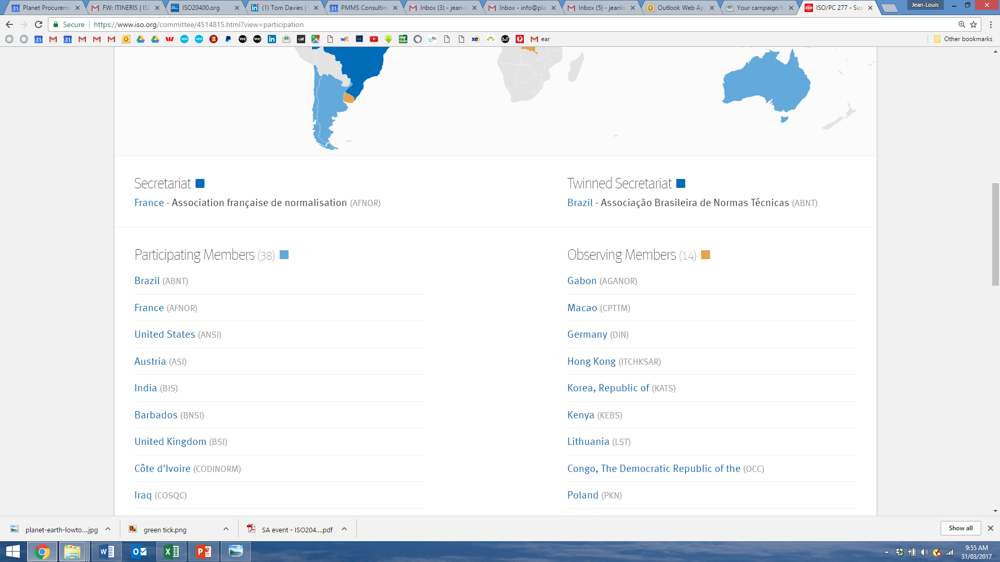 Planet Procureme
FW: ITINERIS | ISO
ISO20400.org
(1) Tom Davies |
PMMS Consulting
Inbox (3) - jean-l
Inbox - info@pla
Inbox (5) - jeanlo
Outlook Web Ap
Your campaign h
ISO/PC 277 - Sus
Jean-Louis
Secure
https://www.iso.org/committee/4514815.html?view=participation
ear
Other bookmarks
Secretariat
France - Association française de normalisation (AFNOR)
Twinned Secretariat
Brazil - Associação Brasileira de Normas Técnicas (ABNT)
Participating Members (38)
Brazil (ABNT)
France (AFNOR)
United States (ANSI)
Austria (ASI)
India (BIS)
Barbados (BNSI)
United Kingdom (BSI)
Côte d'Ivoire (CODINORM)
Iraq (COSQC)
Observing Members (14)
Gabon (AGANOR)
Macao (CPTTM)
Germany (DIN)
Hong Kong (ITCHKSAR)
Korea, Republic of (KATS)
Kenya (KEBS)
Lithuania (LST)
Congo, The Democratic Republic of the (OCC)
Poland (PKN)
planet-earth-lowto....jpg
green tick.png
SA event - ISO204....pdf
Show all
9:55 AM
31/03/2017